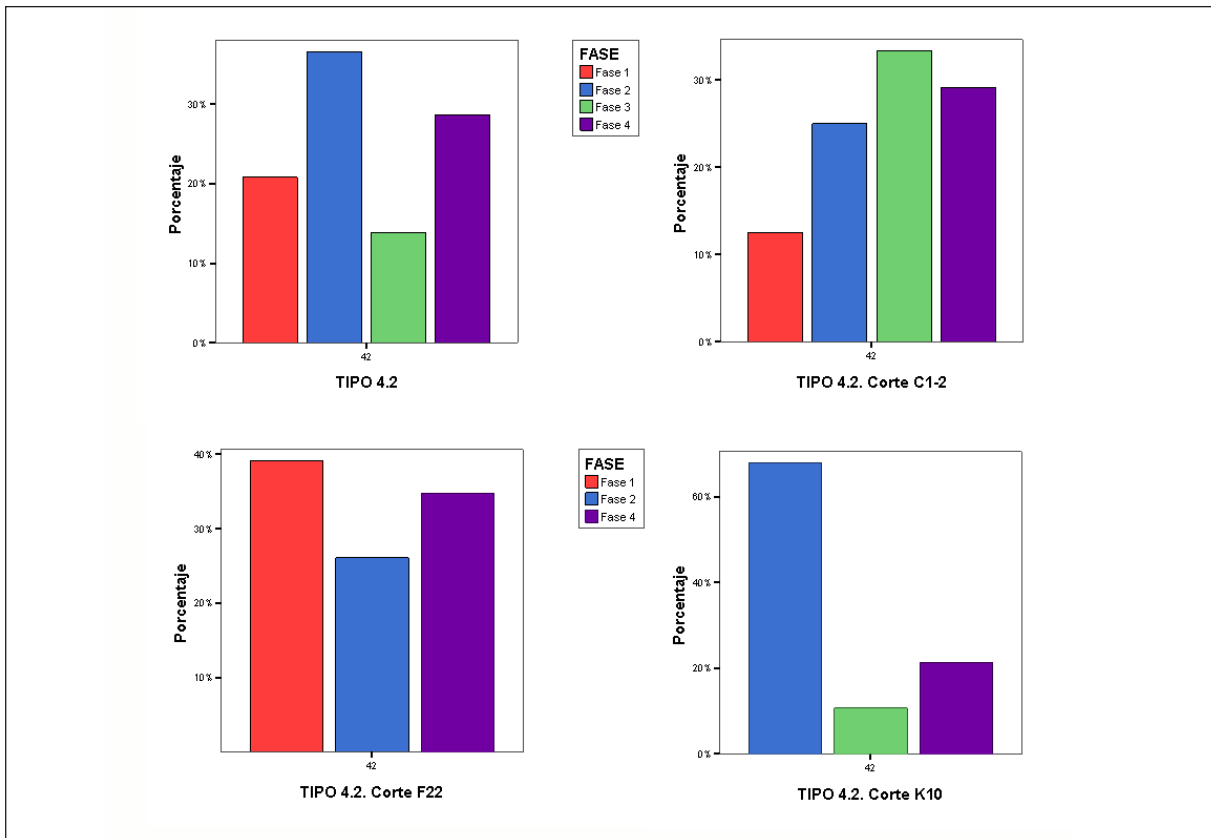 FASE
Fase 1
Fase 2
Fase 3
Fase 4
Porcentaje
30%
20%
10%
0%
42
TIPO 4.2
Porcentaje
30%
20%
10%
0%
42
TIPO 4.2. Corte C1-2
FASE
Fase 1
Fase 2
Fase 4
Porcentaje
40%
30%
20%
10%
42
TIPO 4.2. Corte F22
Porcentaje
60%
40%
20%
0%
42
TIPO 4.2. Corte K10